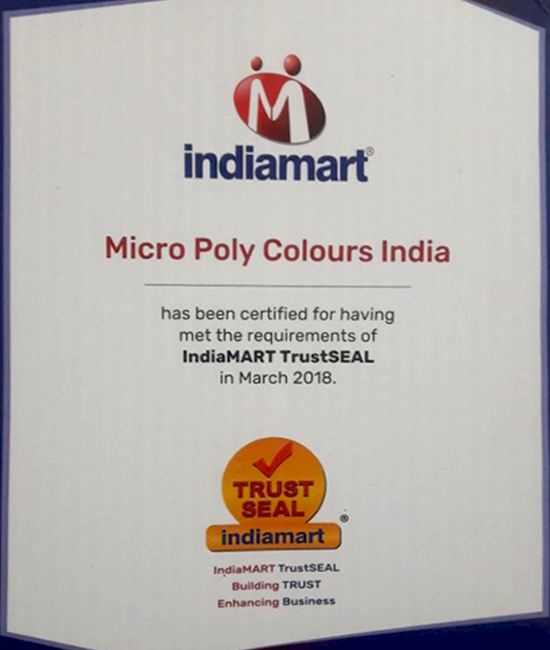 indiamart®
Micro Poly Colours India
has been certified for having
met the requirements of
IndiaMART TrustSEAL
in March 2018.
TRUST
SEAL
indiamart
®
IndiaMART TrustSEAL
Building TRUST
Enhancing Business